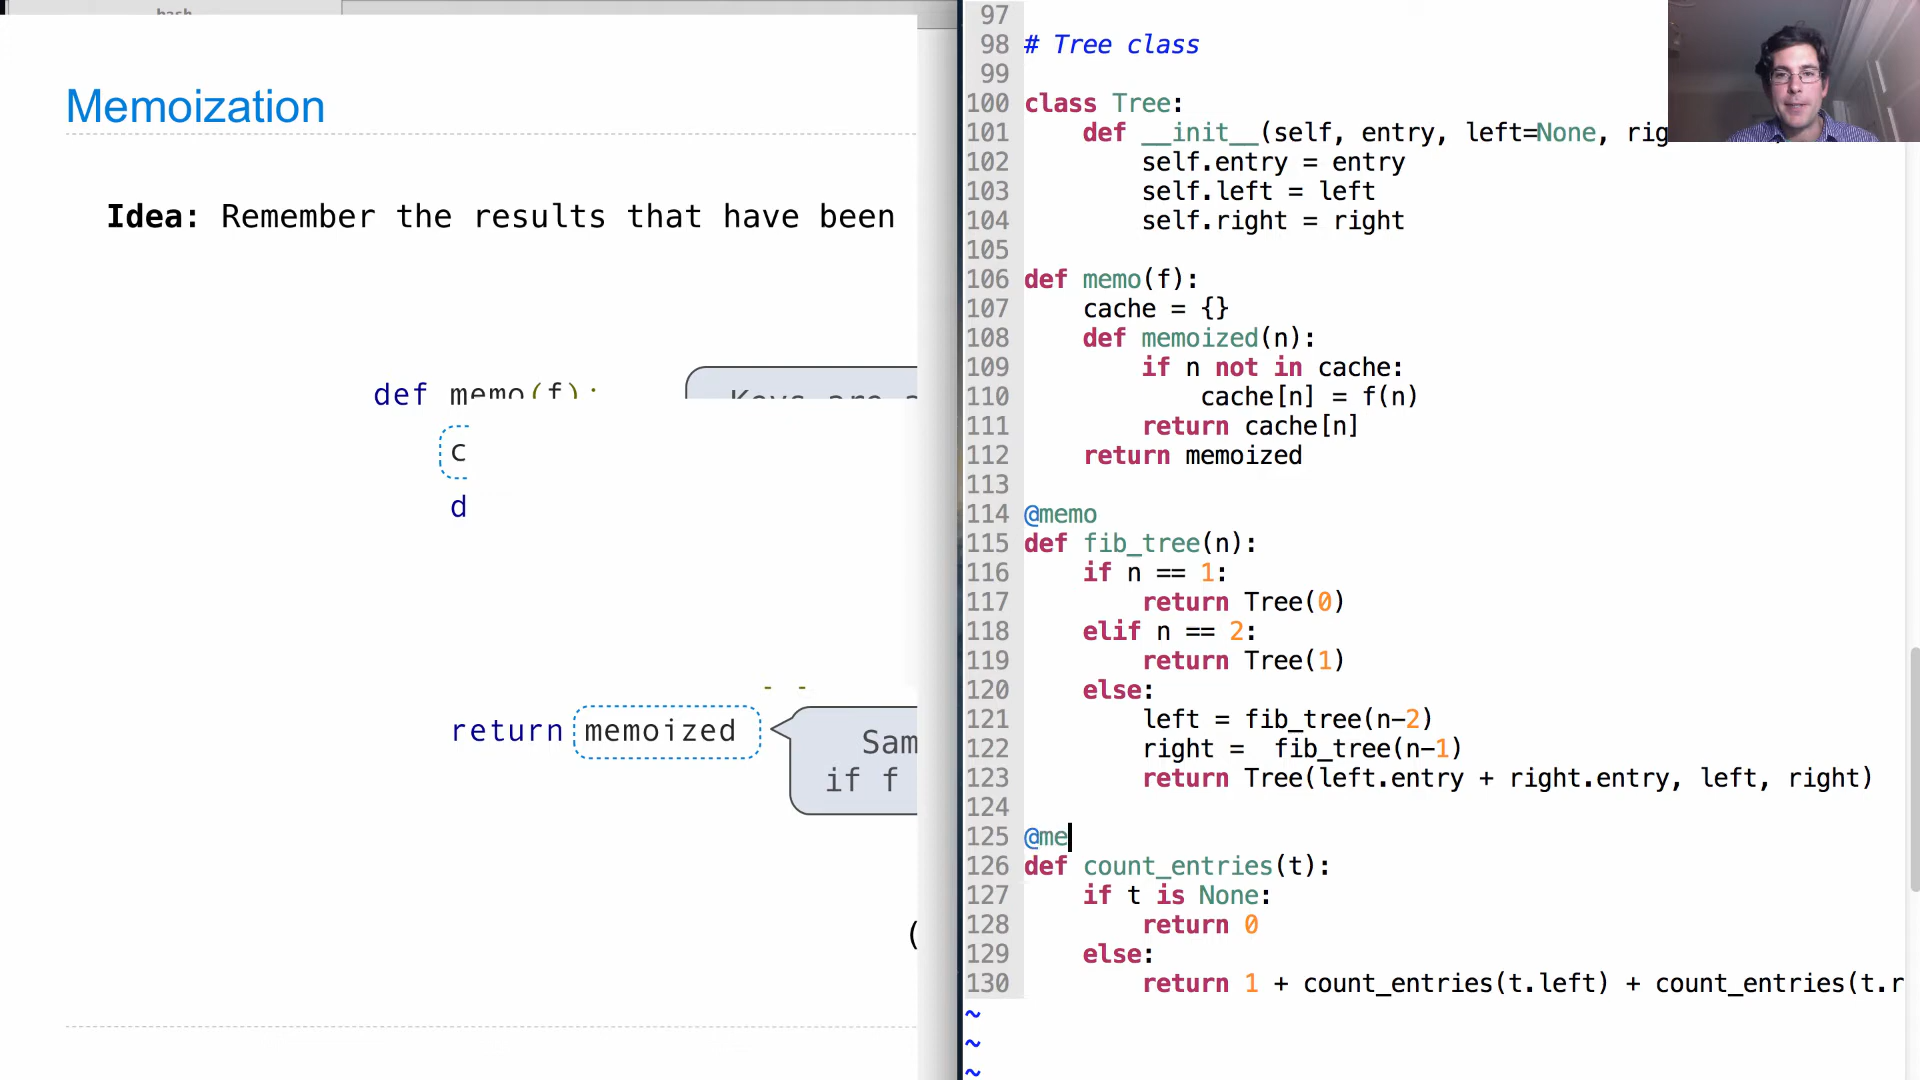 bash
Memoization
Idea: Remember the results that have been
def memo(f):
Keys are a
c
d
return memoized
Sam
if f
(
97
98 # Tree class
99
100 class Tree:
101 def __init__(self, entry, left=None, rig
102 self.entry = entry
103 self.left = left
104 self.right = right
105
106 def memo(f):
107 cache = {}
108 def memoized(n):
109 if n not in cache:
110 cache[n] = f(n)
111 return cache[n]
112 return memoized
113
114 @memo
115 def fib_tree(n):
116 if n == 1:
117 return Tree(0)
118 elif n == 2:
119 return Tree(1)
120 else:
121 left = fib_tree(n-2)
122 right =  fib_tree(n-1)
123 return Tree(left.entry + right.entry, left, right)
124
125 @me
126 def count_entries(t):
127 if t is None:
128 return 0
129 else:
130 return 1 + count_entries(t.left) + count_entries(t.r
~
~
~